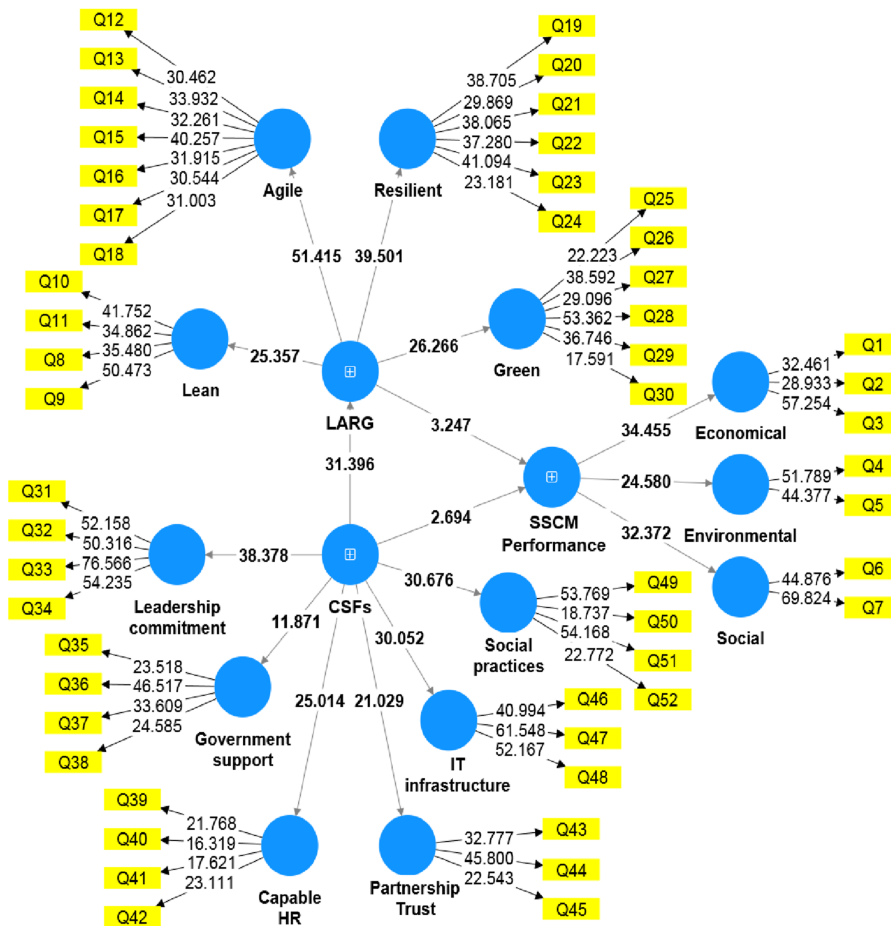 Q12
Q13
Q14
Q15
Q16
Q17
Q18
30.462
33.932
32.261
40.257
31.915
30.544
31.003
Agile
Q19
Q20
Q21
Q22
Q23
Q24
38.705
29.869
38.065
37.280
41.094
23.181
Resilient
51.415
39.501
Q10
Q11
Q8
Q9
41.752
34.862
35.480
50.473
Lean
25.357
26.266
Q25
Q26
Q27
Q28
Q29
Q30
22.223
38.592
29.096
53.362
36.746
17.591
Green
LARG
3.247
31.396
2.694
SSCM
Performance
34.455
24.580
32.372
Q1
Q2
Q3
32.461
28.933
57.254
Economical
Q4
Q5
51.789
44.377
Environmental
Q6
Q7
44.876
69.824
Social
Q31
Q32
Q33
Q34
52.158
50.316
76.566
54.235
Leadership
commitment
38.378
CSFs
30.676
11.871
30.052
25.014
21.029
Q49
Q50
Q51
Q52
53.769
18.737
54.168
22.772
Social
practices
Q35
Q36
Q37
Q38
23.518
46.517
33.609
24.585
Government
support
Q46
Q47
Q48
40.994
61.548
52.167
IT
infrastructure
Q39
Q40
Q41
Q42
21.768
16.319
17.621
23.111
Capable
HR
Q43
Q44
Q45
32.777
45.800
22.543
Partnership
Trust